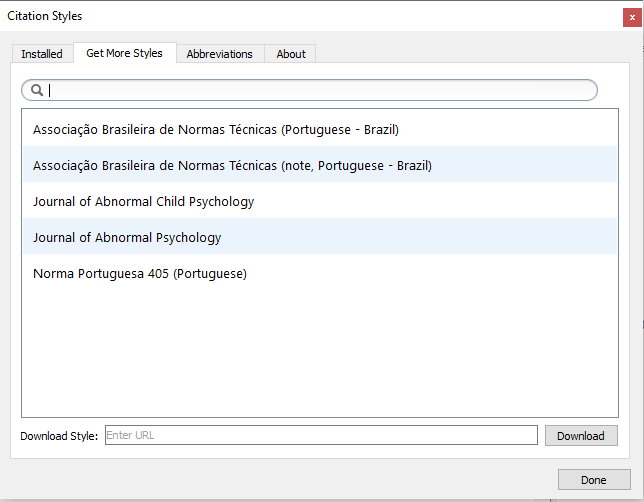 Citation Styles
x
Installed
Get More Styles
Abbreviations
About
Associação Brasileira de Normas Técnicas (Portuguese - Brazil)
Associação Brasileira de Normas Técnicas (note, Portuguese - Brazil)
Journal of Abnormal Child Psychology
Journal of Abnormal Psychology
Norma Portuguesa 405 (Portuguese)
Download Style: Enter URL Download
Done